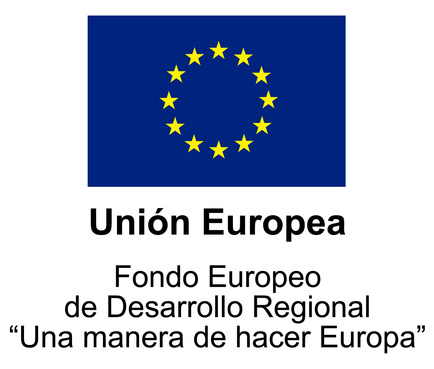 Unión Europea
Fondo Europeo
de Desarrollo Regional
“Una manera de hacer Europa”